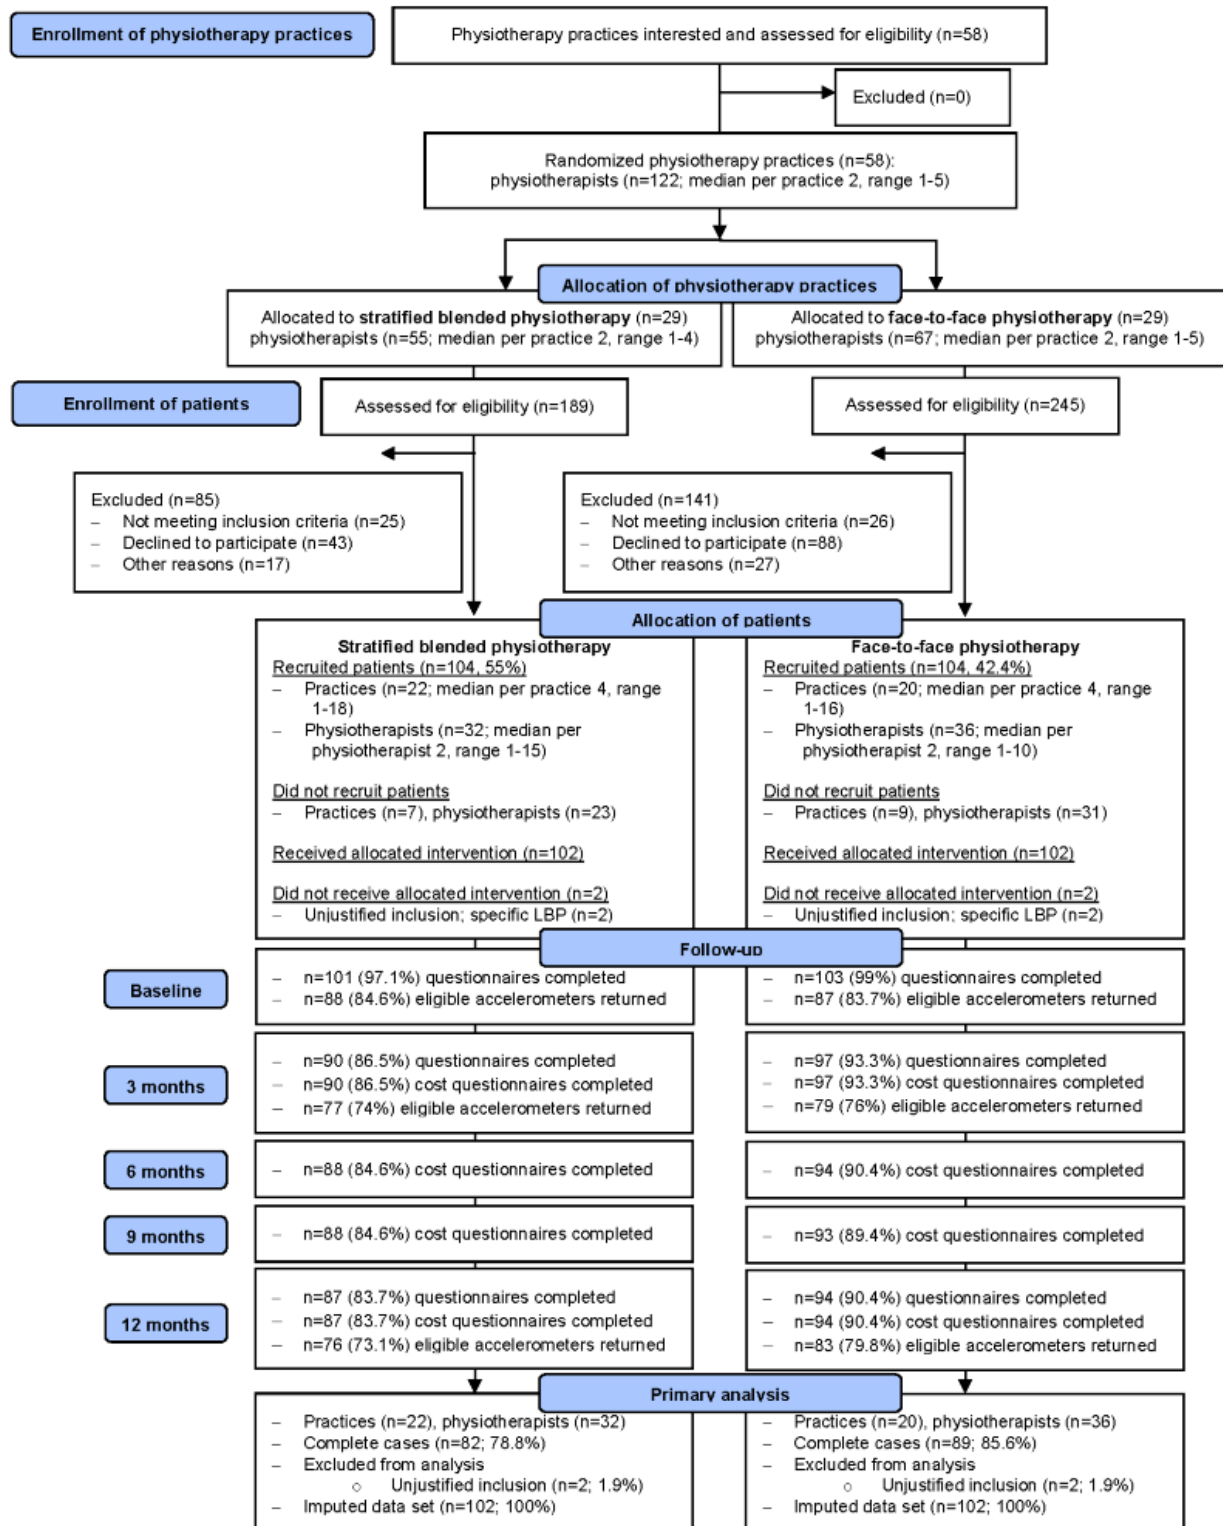 Enrollment of physiotherapy practices
Physiotherapy practices interested and assessed for eligibility (n=58)
Excluded (n=0)
Randomized physiotherapy practices (n=58):
physiotherapists (n=122; median per practice 2, range 1-5)
Allocation of physiotherapy practices
Allocated to stratified blended physiotherapy (n=29)
physiotherapists (n=55; median per practice 2, range 1-4)
Allocated to face-to-face physiotherapy (n=29)
physiotherapists (n=67; median per practice 2, range 1-5)
Enrollment of patients
Assessed for eligibility (n=189)
Assessed for eligibility (n=245)
Excluded (n=85)
– Not meeting inclusion criteria (n=25)
– Declined to participate (n=43)
– Other reasons (n=17)
Excluded (n=141)
– Not meeting inclusion criteria (n=26)
– Declined to participate (n=88)
– Other reasons (n=27)
Allocation of patients
Stratified blended physiotherapy
Recruited patients (n=104, 55%)
– Practices (n=22; median per practice 4, range
1-18)
– Physiotherapists (n=32; median per
physiotherapist 2, range 1-15)
Did not recruit patients
– Practices (n=7), physiotherapists (n=23)
Received allocated intervention (n=102)
Did not receive allocated intervention (n=2)
– Unjustified inclusion; specific LBP (n=2)
Face-to-face physiotherapy
Recruited patients (n=104, 42.4%)
– Practices (n=20; median per practice 4, range
1-16)
– Physiotherapists (n=36; median per
physiotherapist 2, range 1-10)
Did not recruit patients
– Practices (n=9), physiotherapists (n=31)
Received allocated intervention (n=102)
Did not receive allocated intervention (n=2)
– Unjustified inclusion; specific LBP (n=2)
Follow-up
Baseline
– n=101 (97.1%) questionnaires completed
– n=88 (84.6%) eligible accelerometers returned
– n=103 (99%) questionnaires completed
– n=87 (83.7%) eligible accelerometers returned
3 months
– n=90 (86.5%) questionnaires completed
– n=90 (86.5%) cost questionnaires completed
– n=77 (74%) eligible accelerometers returned
– n=97 (93.3%) questionnaires completed
– n=97 (93.3%) cost questionnaires completed
– n=79 (76%) eligible accelerometers returned
6 months
– n=88 (84.6%) cost questionnaires completed
– n=94 (90.4%) cost questionnaires completed
9 months
– n=88 (84.6%) cost questionnaires completed
– n=93 (89.4%) cost questionnaires completed
12 months
– n=87 (83.7%) questionnaires completed
– n=87 (83.7%) cost questionnaires completed
– n=76 (73.1%) eligible accelerometers returned
– n=94 (90.4%) questionnaires completed
– n=94 (90.4%) cost questionnaires completed
– n=83 (79.8%) eligible accelerometers returned
Primary analysis
– Practices (n=22), physiotherapists (n=32)
– Complete cases (n=82; 78.8%)
– Excluded from analysis
o Unjustified inclusion (n=2; 1.9%)
– Imputed data set (n=102; 100%)
– Practices (n=20), physiotherapists (n=36)
– Complete cases (n=89; 85.6%)
– Excluded from analysis
o Unjustified inclusion (n=2; 1.9%)
– Imputed data set (n=102; 100%)